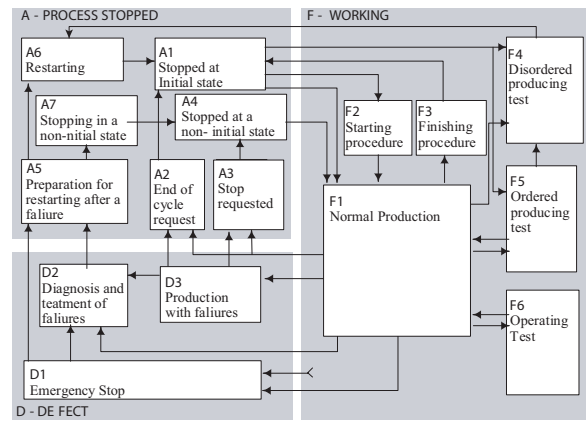 A - PROCESS STOPPED
F - WORKING
A6
Restarting
A1
Stopped at
Initial state
A7
Stopping in a
non-nitial state
A4
Stopped at a
non- initial state
A5
Preparation for
restarting after a
faliure
A2
End of
cycle
request
A3
Stop
requested
F2
Starting
procedure
F3
Finishing
procedure
F4
Disordered
producing
test
F1
Normal Production
F5
Ordered
producing
test
D2
Diagnosis and
teatment of
faliures
D3
Production
with faliures
F6
Operating
Test
D1
Emergency Stop
D - DE FECT